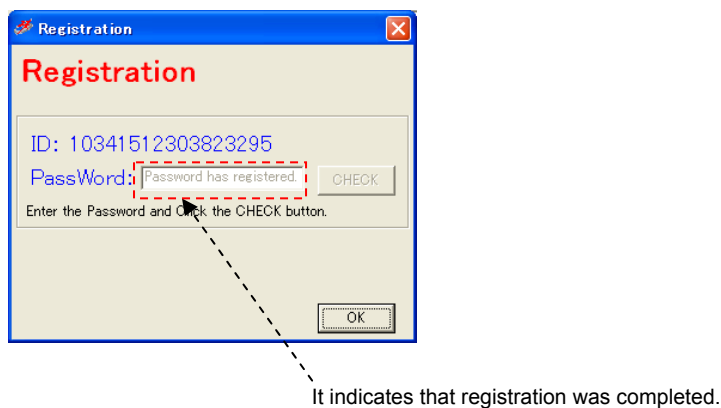 Registration
Registration
ID: 10341512303823295
PassWord: Password has registered. CHECK
Enter the Password and Click the CHECK button.
OK
It indicates that registration was completed.